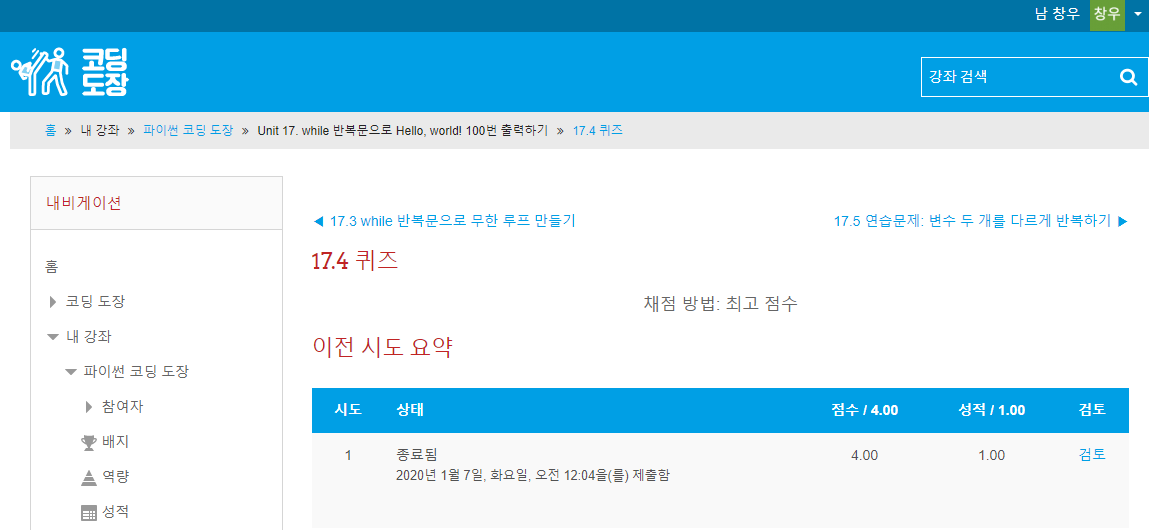 남 창우 창우
코딩
도장
강좌 검색
홈 » 내 강좌 » 파이썬 코딩 도장 » Unit 17. while 반복문으로 Hello, world! 100번 출력하기 » 17.4 퀴즈
내비게이션
홈
코딩 도장
내 강좌
파이썬 코딩 도장
참여자
배지
역량
성적
◀ 17.3 while 반복문으로 무한 루프 만들기
17.5 연습문제: 변수 두 개를 다르게 반복하기 ▶
17.4 퀴즈
채점 방법: 최고 점수
이전 시도 요약
시도 상태 점수 / 4.00 성적 / 1.00 검토
1 종료됨 4.00 1.00 검토
2020년 1월 7일, 화요일, 오전 12:04을(를) 제출함